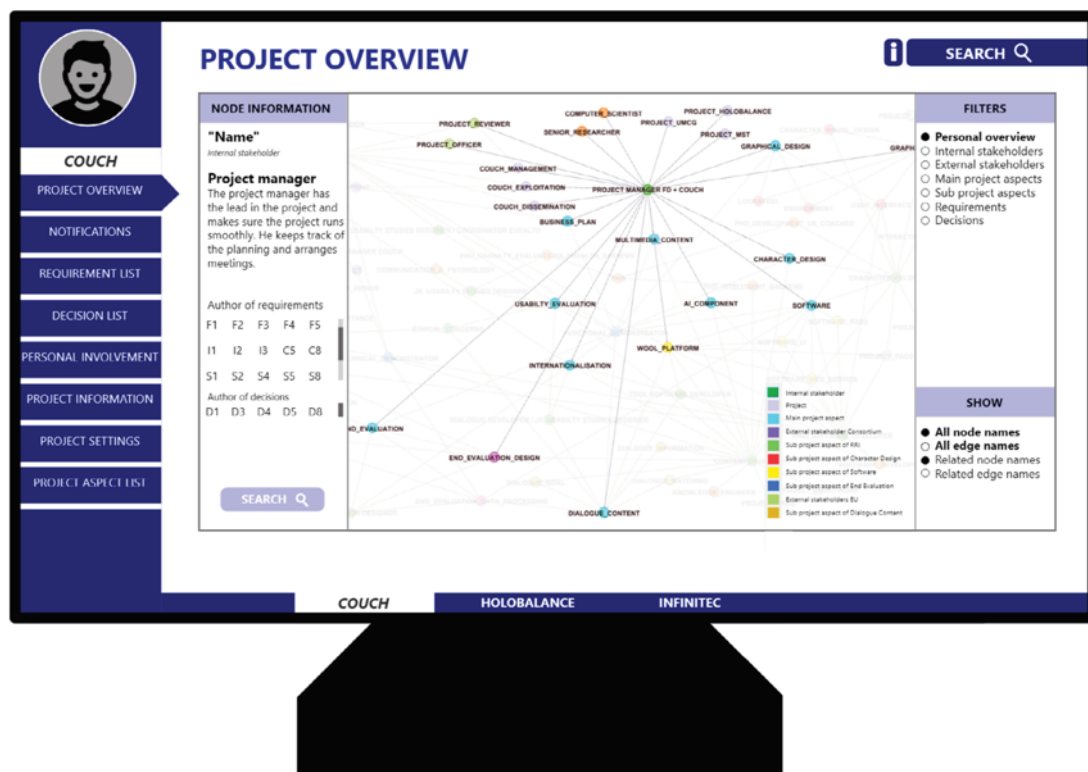 PROJECT OVERVIEW
i
SEARCH
COUCH
PROJECT OVERVIEW
NOTIFICATIONS
REQUIREMENT LIST
DECISION LIST
PERSONAL INVOLVEMENT
PROJECT INFORMATION
PROJECT SETTINGS
PROJECT ASPECT LIST
NODE INFORMATION
"Name"
Internal stakeholder
Project manager
The project manager has
the lead in the project and
makes sure the project runs
smoothly. He keeps track of
the planning and arranges
meetings.
Author of requirements
F1 F2 F3 F4 F5
I1 I2 I3 C5 C8
S1 S2 S4 S5 S8
Author of decisions
D1 D3 D4 D5 D8
SEARCH
COMPUTER_SCIENTIST
PROJECT_HOLOBALANCE
PROJECT_REVIEWER
PROJECT_UMCG
SENIOR_RESEARCHER
PROJECT_MST
PROJECT_OFFICER
GRAPHICAL_DESIGN
GRAPH
COUCH_MANAGEMENT
COUCH_EXPLOITATION
PROJECT MANAGER FD + COUCH
COUCH_DISSEMINATION
BUSINESS_PLAN
MULTIMEDIA_CONTENT
CHARACTER_DESIGN
USABILTY_EVALUATION
AI_COMPONENT
SOFTWARE
WOOL_PLATFORM
INTERNATIONALISATION
ND_EVALUATION
END_EVALUATION_DESIGN
DIALOGUE_CONTENT
Internal stakeholder
Project
Main project aspect
External stakeholder Consortium
Sub project aspect of RRI
Sub project aspect of Character Design
Sub project aspect of Software
Sub project aspect of End Evaluation
External stakeholders EU
Sub project aspect of Dialogue Content
FILTERS
Personal overview
Internal stakeholders
External stakeholders
Main project aspects
Sub project aspects
Requirements
Decisions
SHOW
All node names
All edge names
Related node names
Related edge names
COUCH
HOLOBALANCE
INFINITEC